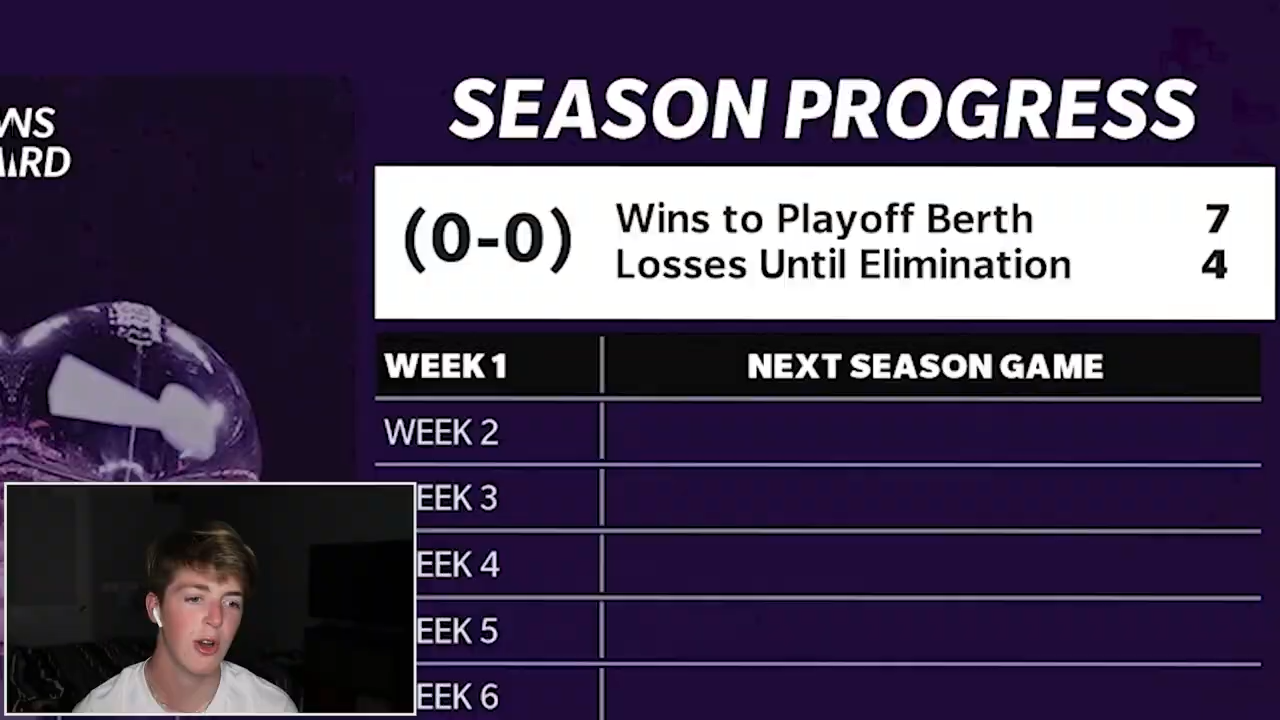 SEASON PROGRESS
(0-0)
Wins to Playoff Berth 7
Losses Until Elimination 4
WEEK 1 NEXT SEASON GAME
WEEK 2
EEK 3
EEK 4
EEK 5
EEK 6